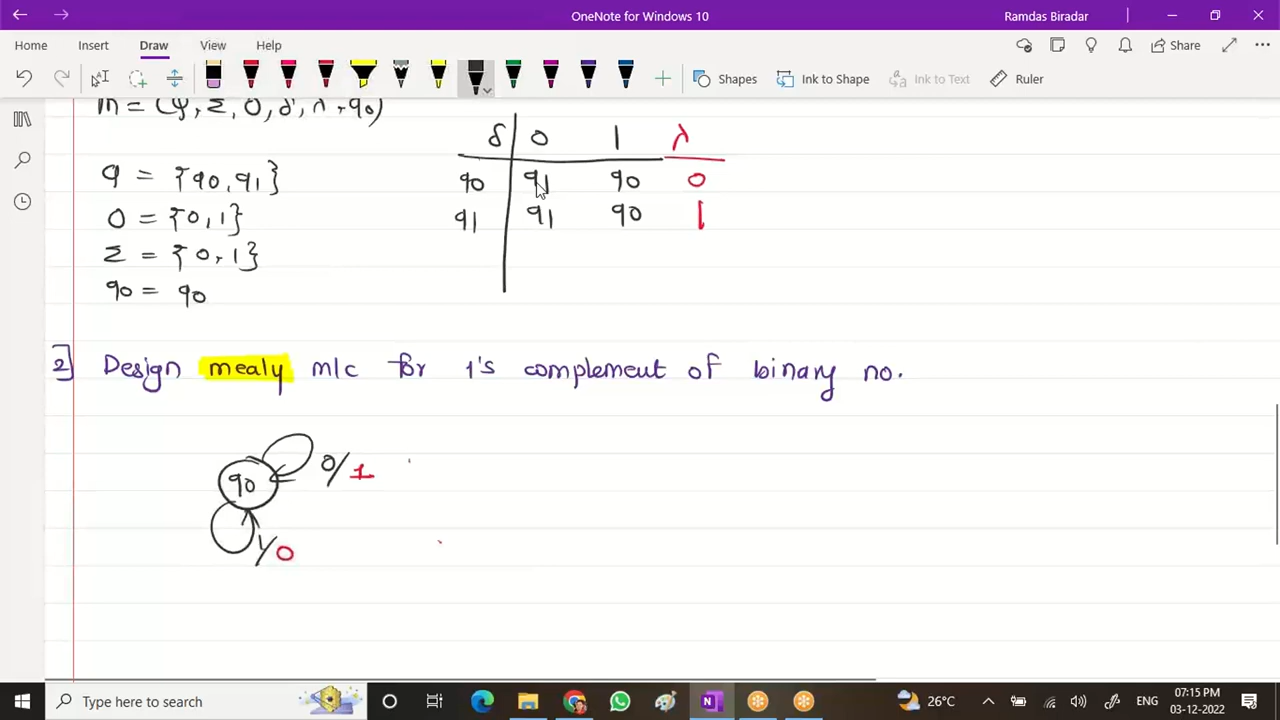 OneNote for Windows 10
Ramdas Biradar
Home Insert Draw View Help
Share
Shapes Ink to Shape Ink to Text Ruler
m = (φ, Σ, O, δ, λ, q0)
δ 0 1 λ
q0 q1 q0 0
q1 q1 q0 1
φ = {q0, q1}
O = {0, 1}
Σ = {0, 1}
q0 = q0
2] Design mealy m/c for 1's complement of binary no.
q0 0/1
1/0
Type here to search
26°C
ENG
07:15 PM
03-12-2022